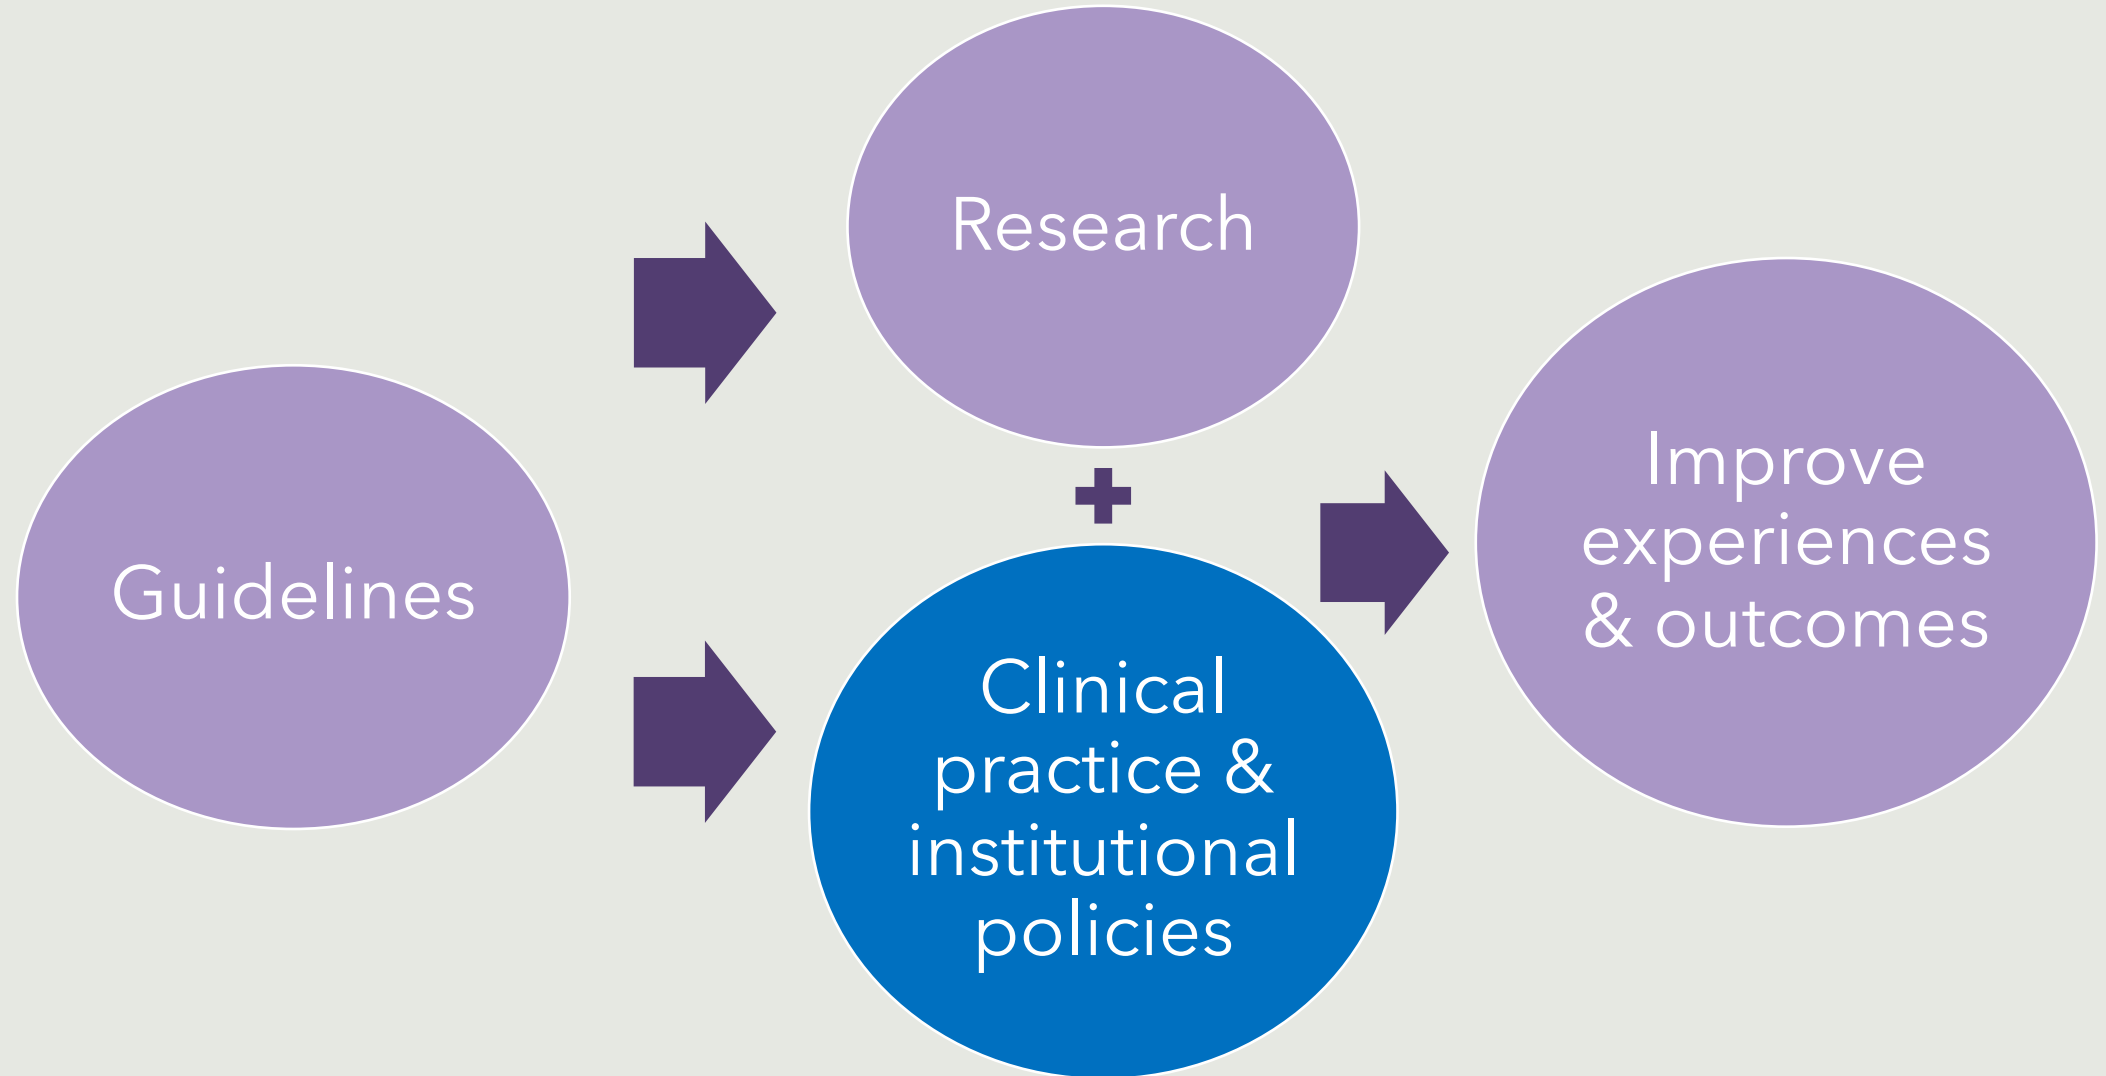 Guidelines
Research
+
Clinical
practice &
institutional
policies
Improve
experiences
& outcomes